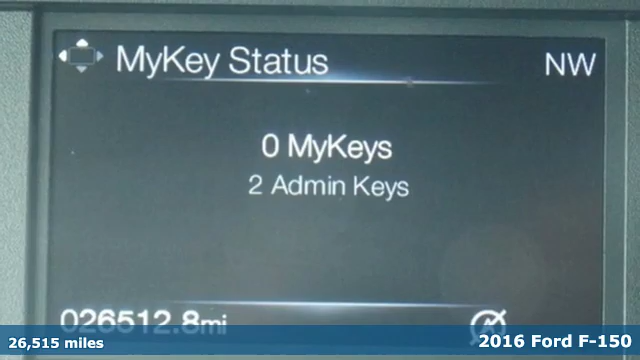 MyKey Status NW
0 MyKeys
2 Admin Keys
026512.8mi
26,515 miles 2016 Ford F-150